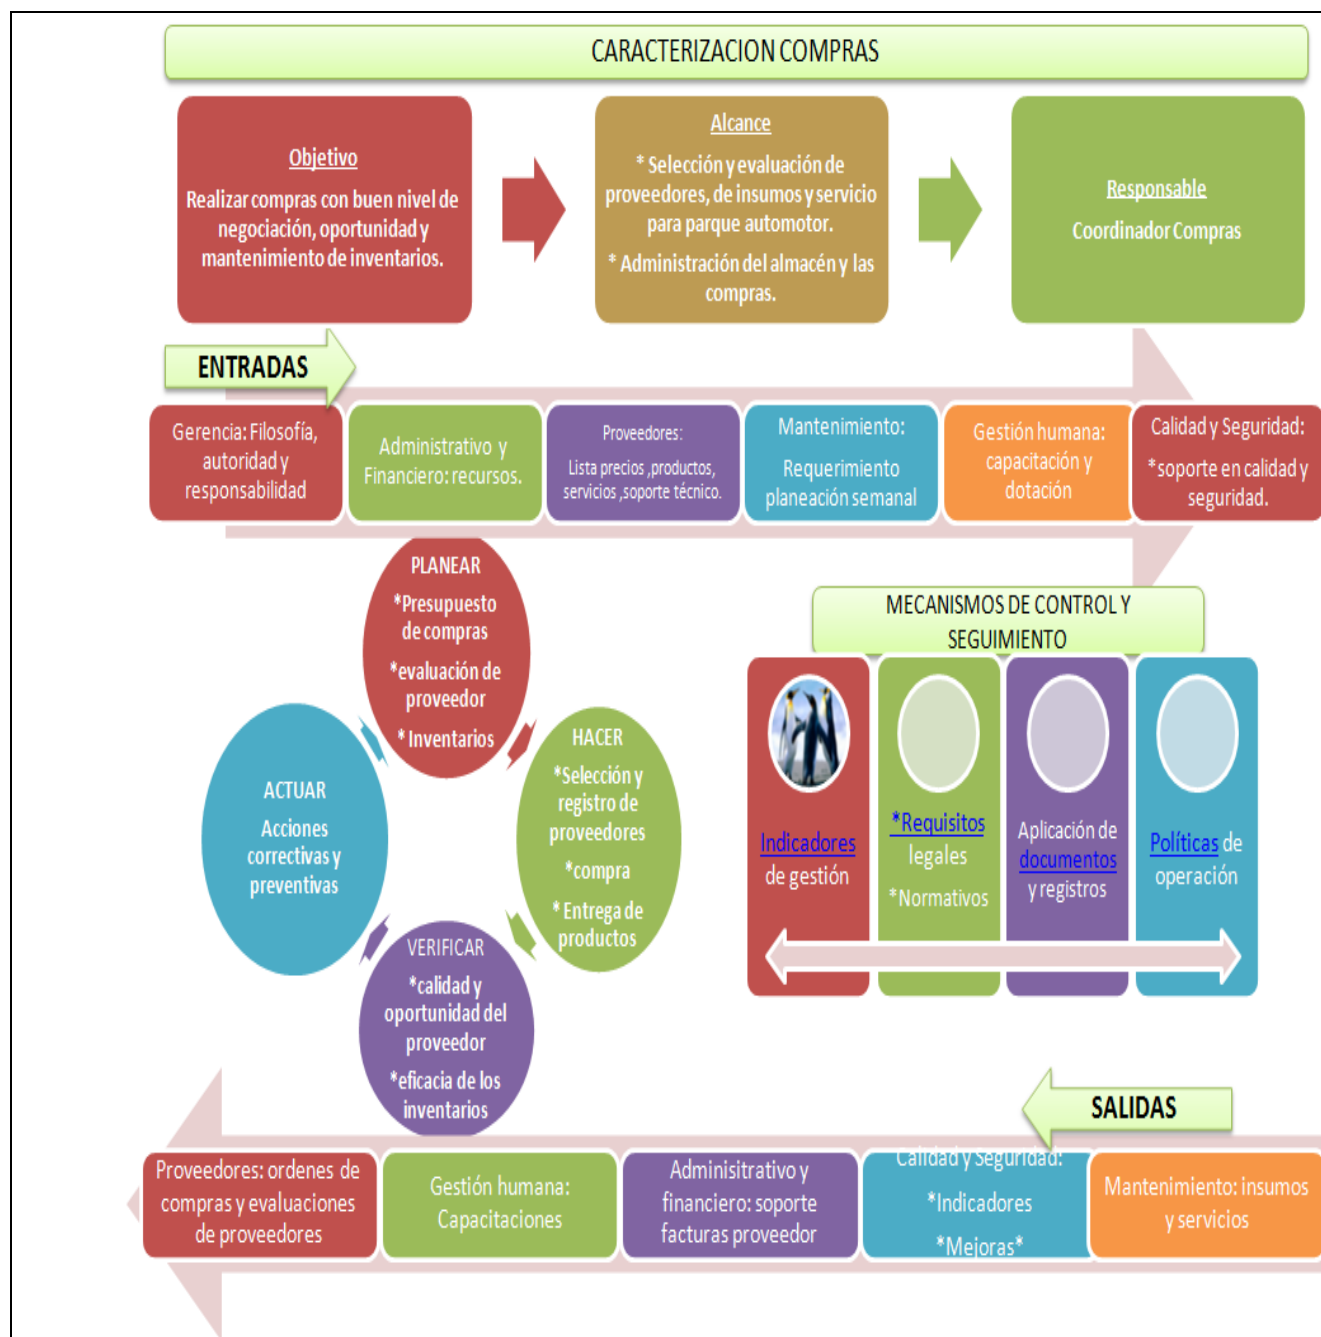 CARACTERIZACION COMPRAS
Objetivo
Realizar compras con buen nivel de
negociación, oportunidad y
mantenimiento de inventarios.
Alcance
* Selección y evaluación de
proveedores, de insumos y servicio
para parque automotor.
* Administración del almacén y las
compras.
Responsable
Coordinador Compras
ENTRADAS
Gerencia: Filosofía,
autoridad y
responsabilidad
Administrativo y
Financiero: recursos.
Proveedores:
Lista precios ,productos,
servicios ,soporte técnico.
Mantenimiento:
Requerimiento
planeación semanal
Gestión humana:
capacitación y
dotación
Calidad y Seguridad:
*soporte en calidad y
seguridad.
PLANEAR
*Presupuesto
de compras
*evaluación de
proveedor
* Inventarios
HACER
*Selección y
registro de
proveedores
*compra
* Entrega de
productos
VERIFICAR
*calidad y
oportunidad del
proveedor
*eficacia de los
inventarios
ACTUAR
Acciones
correctivas y
preventivas
MECANISMOS DE CONTROL Y
SEGUIMIENTO
Indicadores
de gestión
*Requisitos
legales
*Normativos
Aplicación de
documentos
y registros
Políticas de
operación
SALIDAS
Proveedores: ordenes de
compras y evaluaciones
de proveedores
Gestión humana:
Capacitaciones
Adminisitrativo y
financiero: soporte
facturas proveedor
Calidad y Seguridad:
*Indicadores
*Mejoras*
Mantenimiento: insumos
y servicios